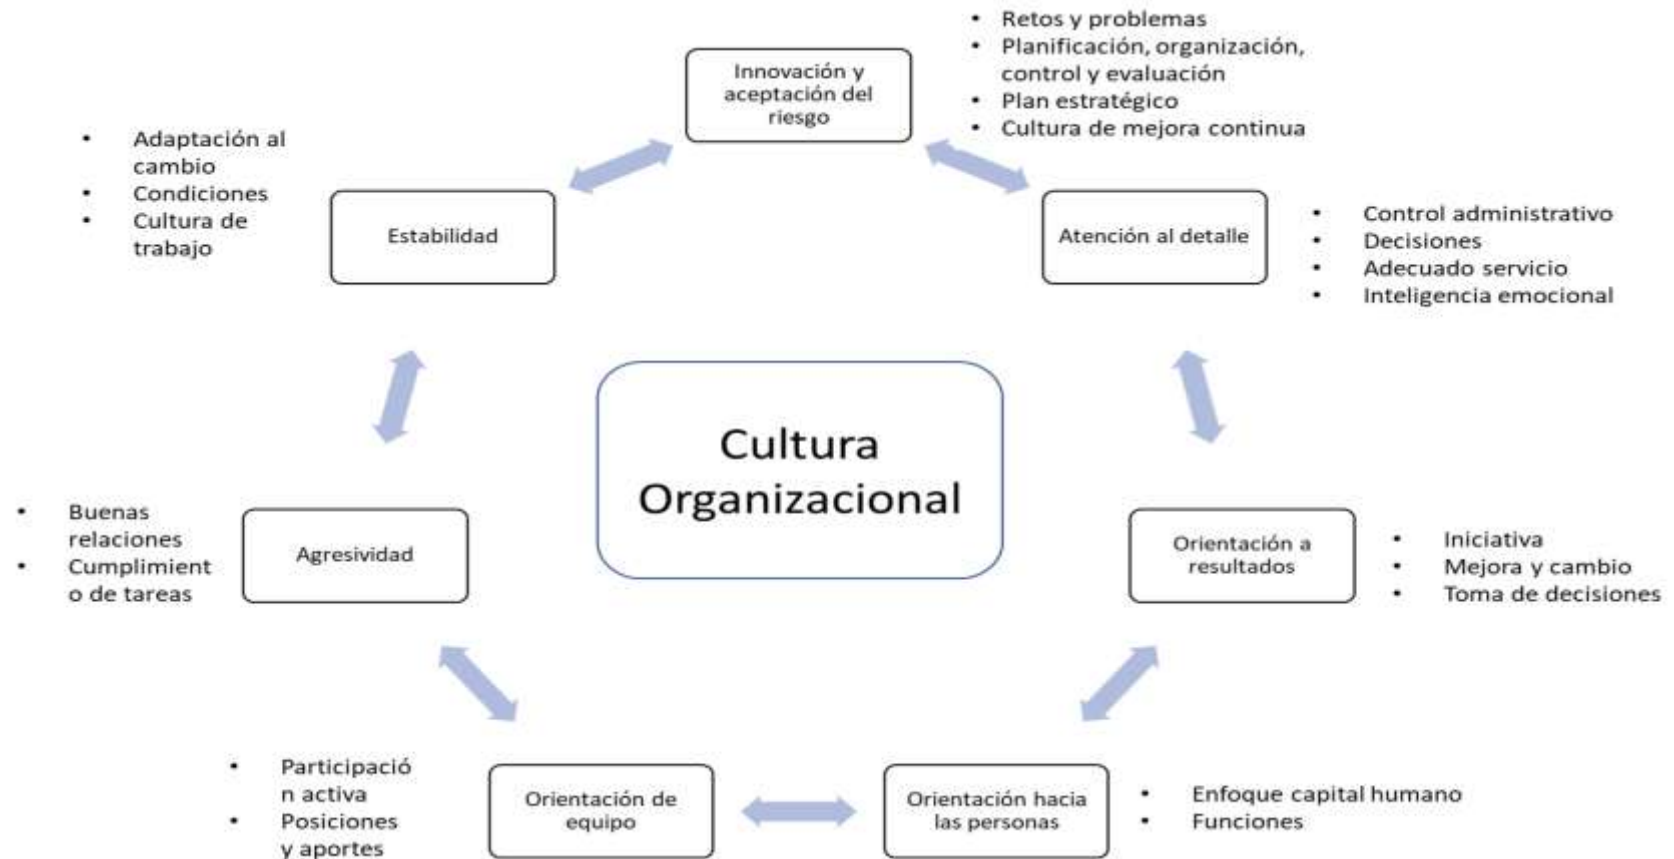 • Retos y problemas
• Planificación, organización,
control y evaluación
• Plan estratégico
• Cultura de mejora continua
Innovación y
aceptación del
riesgo
• Adaptación al
cambio
• Condiciones
• Cultura de
trabajo
Estabilidad
Atención al detalle
• Control administrativo
• Decisiones
• Adecuado servicio
• Inteligencia emocional
Cultura
Organizacional
• Buenas
relaciones
• Cumplimient
o de tareas
Agresividad
Orientación a
resultados
• Iniciativa
• Mejora y cambio
• Toma de decisiones
• Participació
n activa
• Posiciones
y aportes
Orientación de
equipo
Orientación hacia
las personas
• Enfoque capital humano
• Funciones